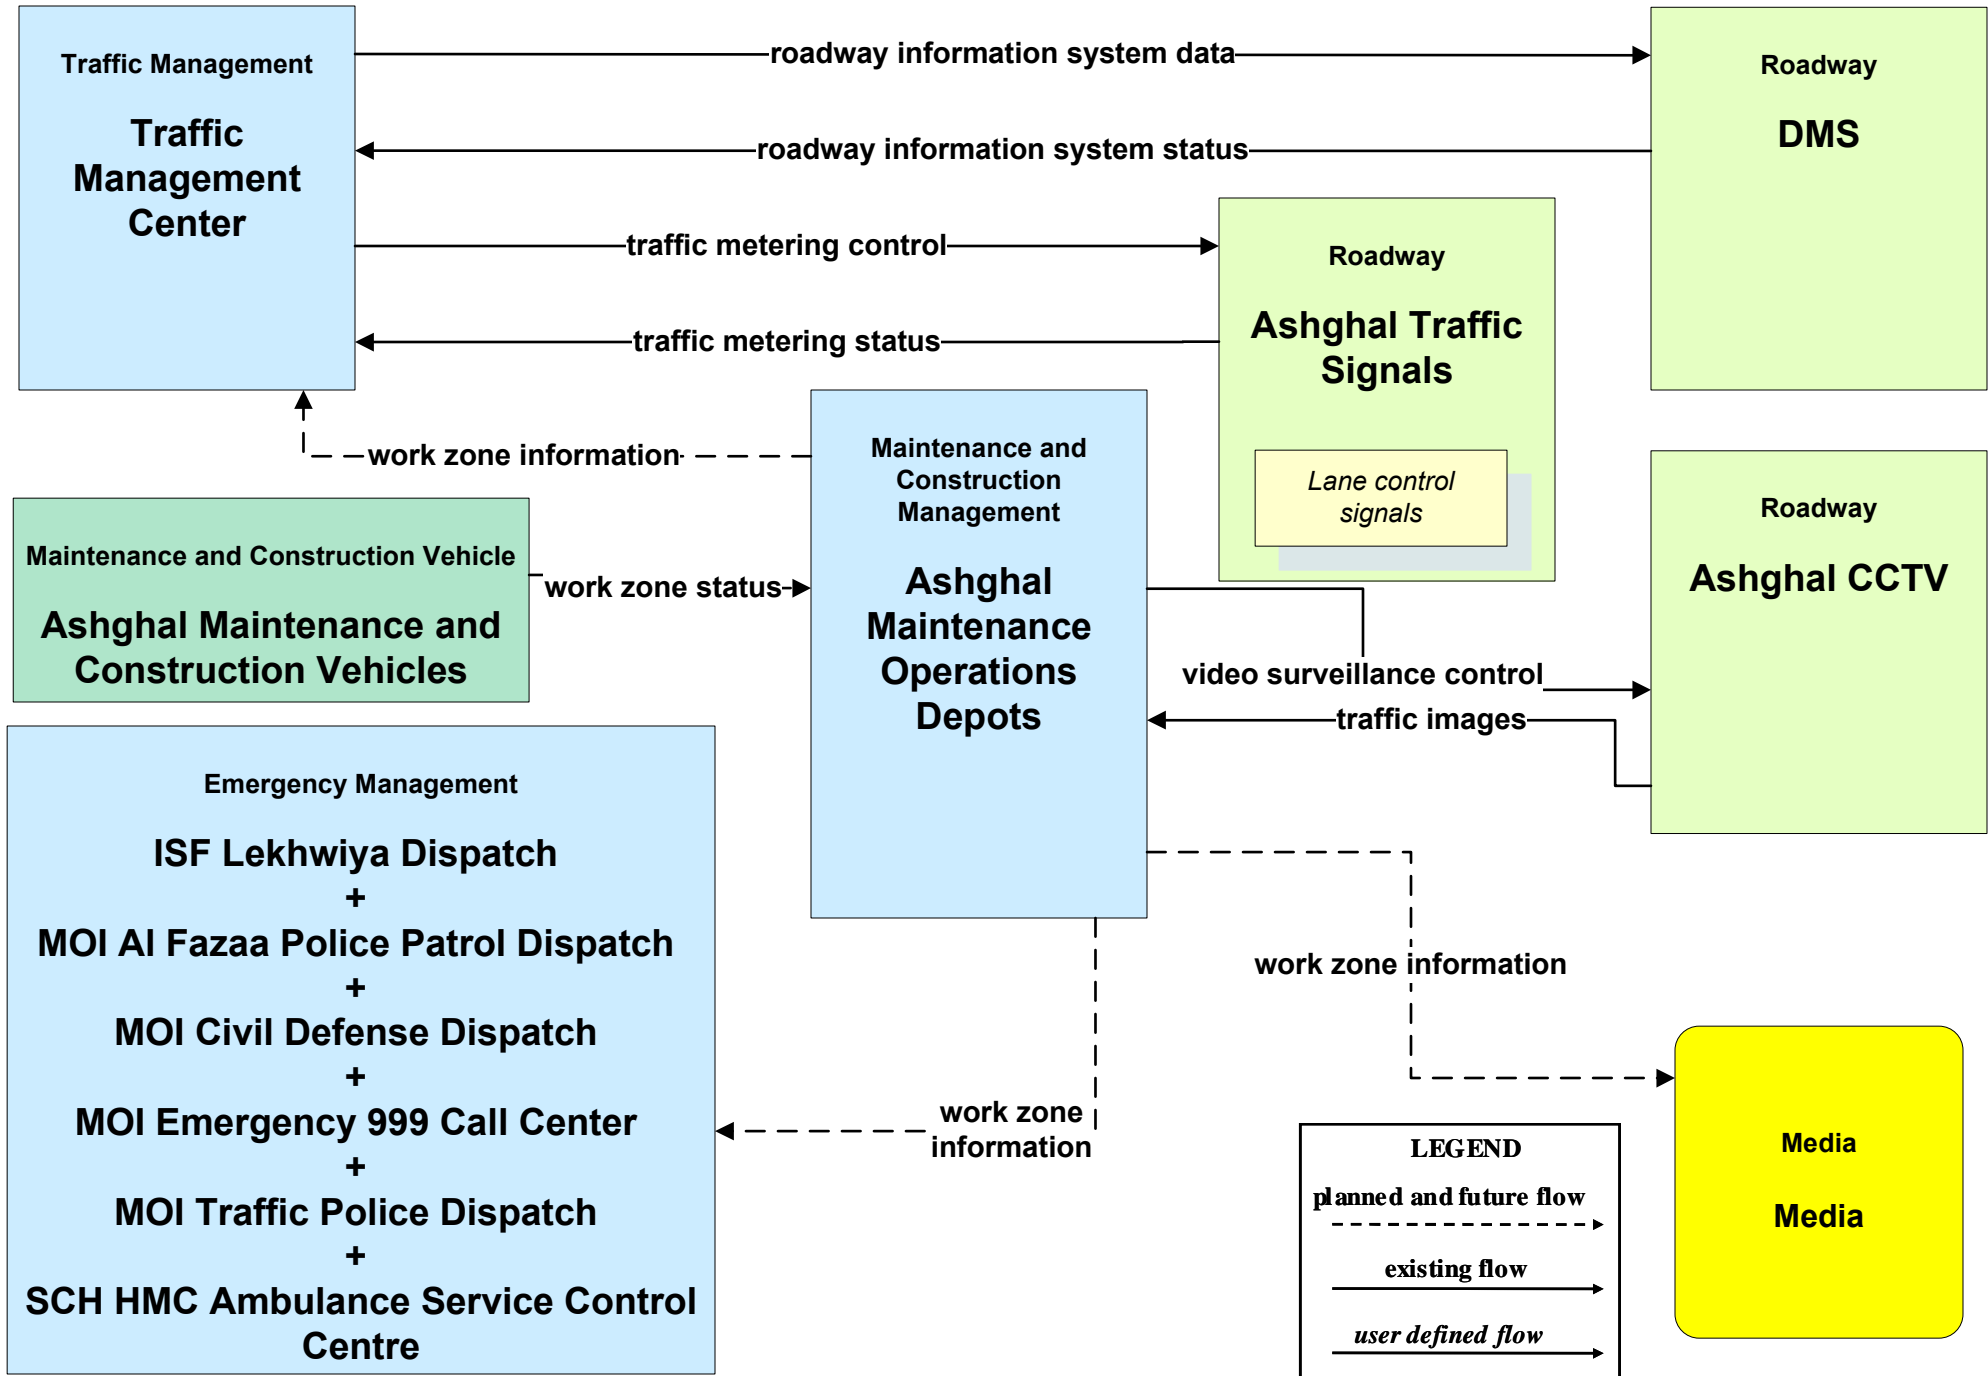 Traffic Management
Traffic
Management
Center
roadway information system data
roadway information system status
traffic metering control
traffic metering status
Roadway
DMS
Roadway
Ashghal Traffic
Signals
Lane control
signals
work zone information
Maintenance and
Construction
Management
Ashghal
Maintenance
Operations
Depots
Roadway
Ashghal CCTV
Maintenance and Construction Vehicle
Ashghal Maintenance and
Construction Vehicles
work zone status
video surveillance control
traffic images
Emergency Management
ISF Lekhwiya Dispatch
+
MOI Al Fazaa Police Patrol Dispatch
+
MOI Civil Defense Dispatch
+
MOI Emergency 999 Call Center
+
MOI Traffic Police Dispatch
+
SCH HMC Ambulance Service Control
Centre
work zone information
work zone
information
LEGEND
planned and future flow
existing flow
user defined flow
Media
Media